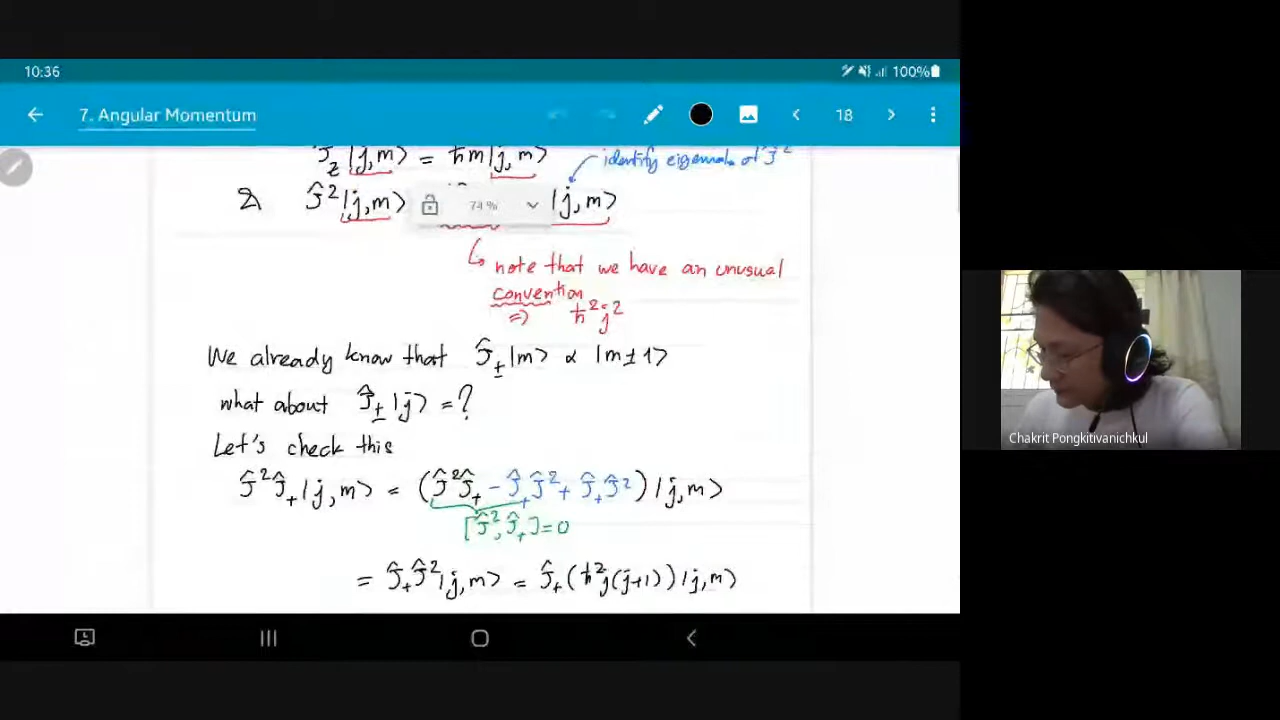 10:36
100%
7. Angular Momentum
18
Ĵz |j,m⟩ = ħm|j,m⟩
identify eigenvals of Ĵ²
& Ĵ²|j,m⟩ |j,m⟩
74 %
note that we have an unusual
convention
⇒ ħ²j²
We already know that Ĵ± |m⟩ ∝ |m±1⟩
what about Ĵ± |j⟩ = ?
Let's check this
Ĵ²Ĵ+|j,m⟩ = (Ĵ²Ĵ+ - Ĵ+Ĵ² + Ĵ+Ĵ²)|j,m⟩
[Ĵ², Ĵ+] = 0
= Ĵ+Ĵ²|j,m⟩ = Ĵ+(ħ²j(j+1))|j,m⟩
Chakrit Pongkitivanichkul